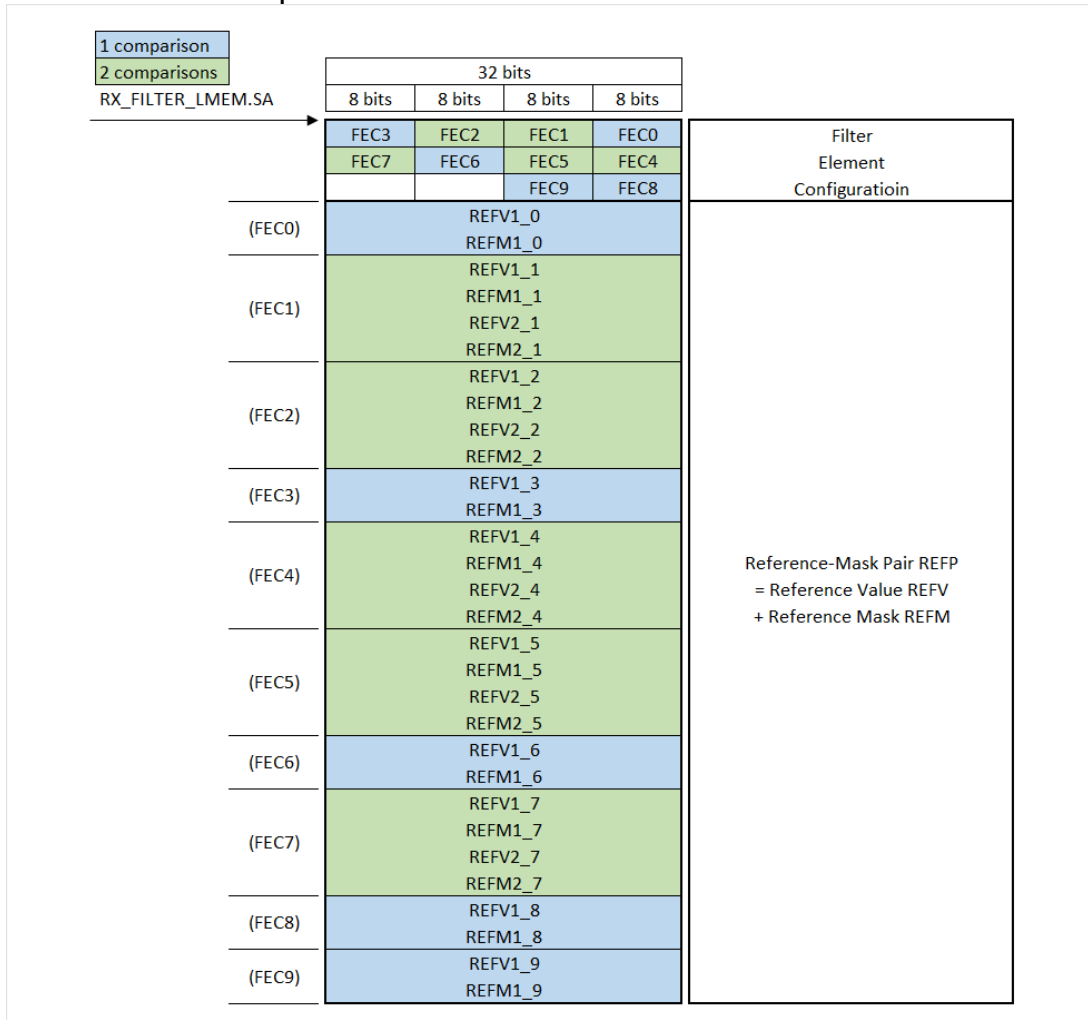 1 comparison
2 comparisons
32 bits
RX_FILTER_LMEM.SA
8 bits 8 bits 8 bits 8 bits
FEC3 FEC2 FEC1 FEC0 Filter
FEC7 FEC6 FEC5 FEC4 Element
FEC9 FEC8 Configuratioin
(FEC0)
REFV1_0
REFM1_0
(FEC1)
REFV1_1
REFM1_1
REFV2_1
REFM2_1
(FEC2)
REFV1_2
REFM1_2
REFV2_2
REFM2_2
(FEC3)
REFV1_3
REFM1_3
(FEC4)
REFV1_4
REFM1_4
REFV2_4
REFM2_4
(FEC5)
REFV1_5
REFM1_5
REFV2_5
REFM2_5
(FEC6)
REFV1_6
REFM1_6
(FEC7)
REFV1_7
REFM1_7
REFV2_7
REFM2_7
(FEC8)
REFV1_8
REFM1_8
(FEC9)
REFV1_9
REFM1_9
Reference-Mask Pair REFP
= Reference Value REFV
+ Reference Mask REFM